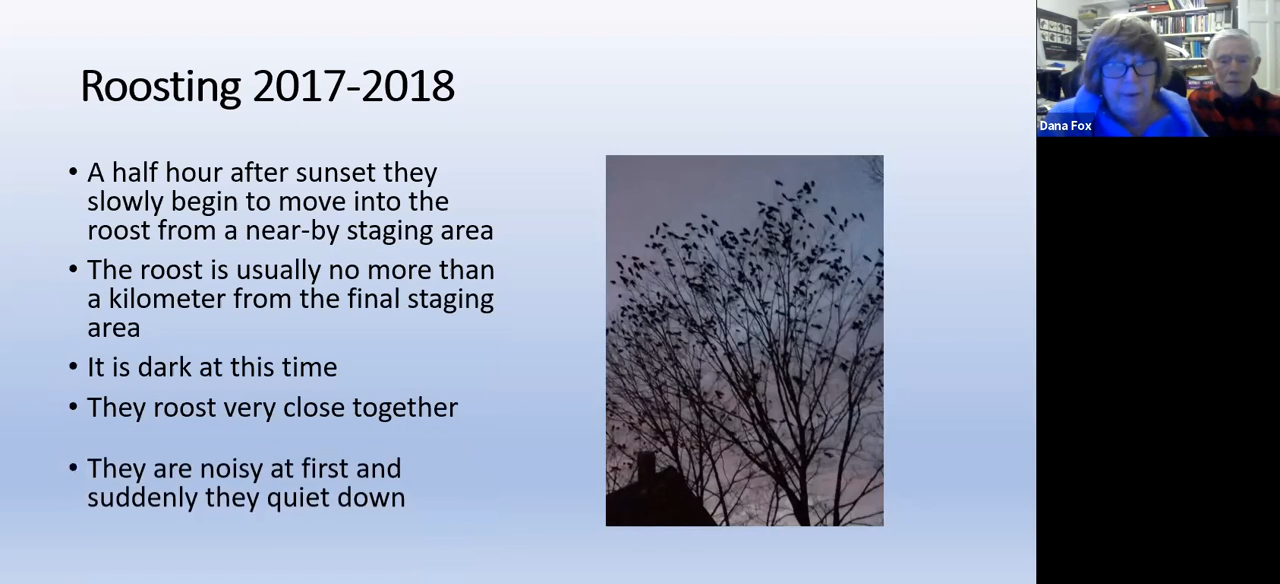 Roosting 2017-2018
• A half hour after sunset they
slowly begin to move into the
roost from a near-by staging area
• The roost is usually no more than
a kilometer from the final staging
area
• It is dark at this time
• They roost very close together
• They are noisy at first and
suddenly they quiet down
Dana Fox